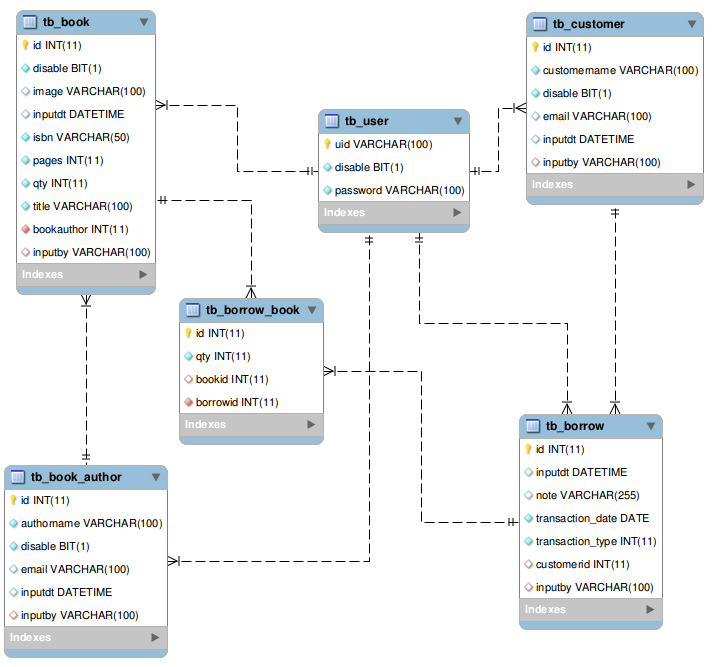 tb_book
id INT(11)
disable BIT(1)
image VARCHAR(100)
inputdt DATETIME
isbn VARCHAR(50)
pages INT(11)
qty INT(11)
title VARCHAR(100)
bookauthor INT(11)
inputby VARCHAR(100)
Indexes
tb_user
uid VARCHAR(100)
disable BIT(1)
password VARCHAR(100)
Indexes
tb_customer
id INT(11)
customername VARCHAR(100)
disable BIT(1)
email VARCHAR(100)
inputdt DATETIME
inputby VARCHAR(100)
Indexes
tb_borrow_book
id INT(11)
qty INT(11)
bookid INT(11)
borrowid INT(11)
Indexes
tb_book_author
id INT(11)
authorname VARCHAR(100)
disable BIT(1)
email VARCHAR(100)
inputdt DATETIME
inputby VARCHAR(100)
Indexes
tb_borrow
id INT(11)
inputdt DATETIME
note VARCHAR(255)
transaction_date DATE
transaction_type INT(11)
customerid INT(11)
inputby VARCHAR(100)
Indexes